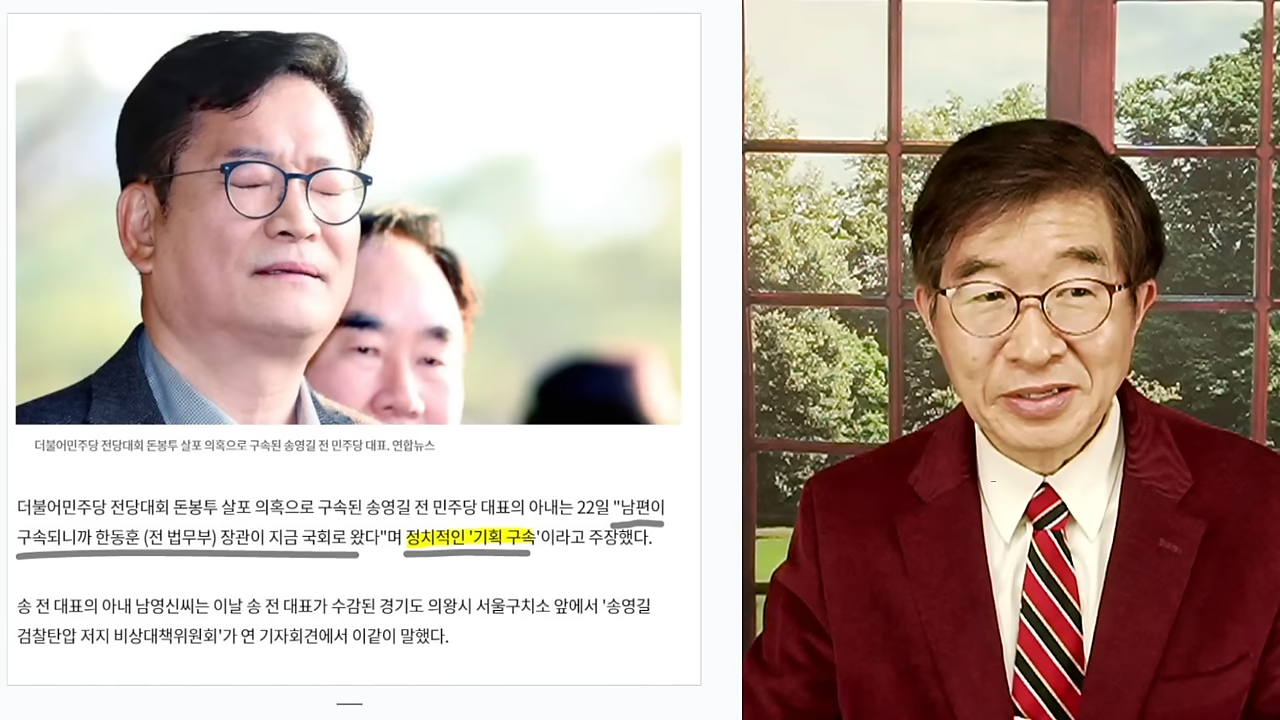 더불어민주당 전당대회 돈봉투 살포 의혹으로 구속된 송영길 전 민주당 대표. 연합뉴스
더불어민주당 전당대회 돈봉투 살포 의혹으로 구속된 송영길 전 민주당 대표의 아내는 22일 "남편이
구속되니까 한동훈 (전 법무부) 장관이 지금 국회로 왔다"며 정치적인 '기획 구속'이라고 주장했다.
송 전 대표의 아내 남영신씨는 이날 송 전 대표가 수감된 경기도 의왕시 서울구치소 앞에서 '송영길
검찰탄압 저지 비상대책위원회'가 연 기자회견에서 이같이 말했다.